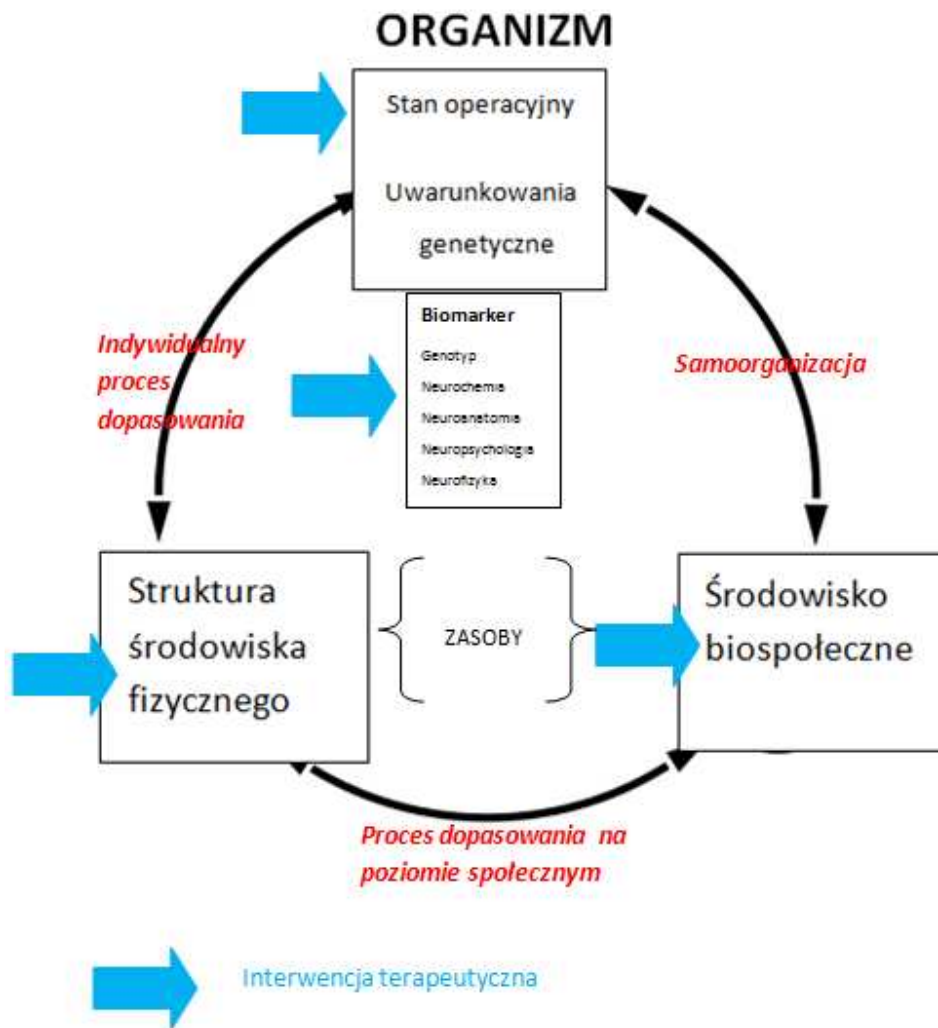 ORGANIZM
Stan operacyjny
Uwarunkowania
genetyczne
Biomarker
Genotyp
Neurochemia
Neuroanatomia
Neuropsychologia
Neurofizyka
Indywidualny
proces
dopasowania
Samoorganizacja
Struktura
środowiska
fizycznego
ZASOBY
Środowisko
biospołeczne
Proces dopasowania na
poziomie społecznym
Interwencja terapeutyczna